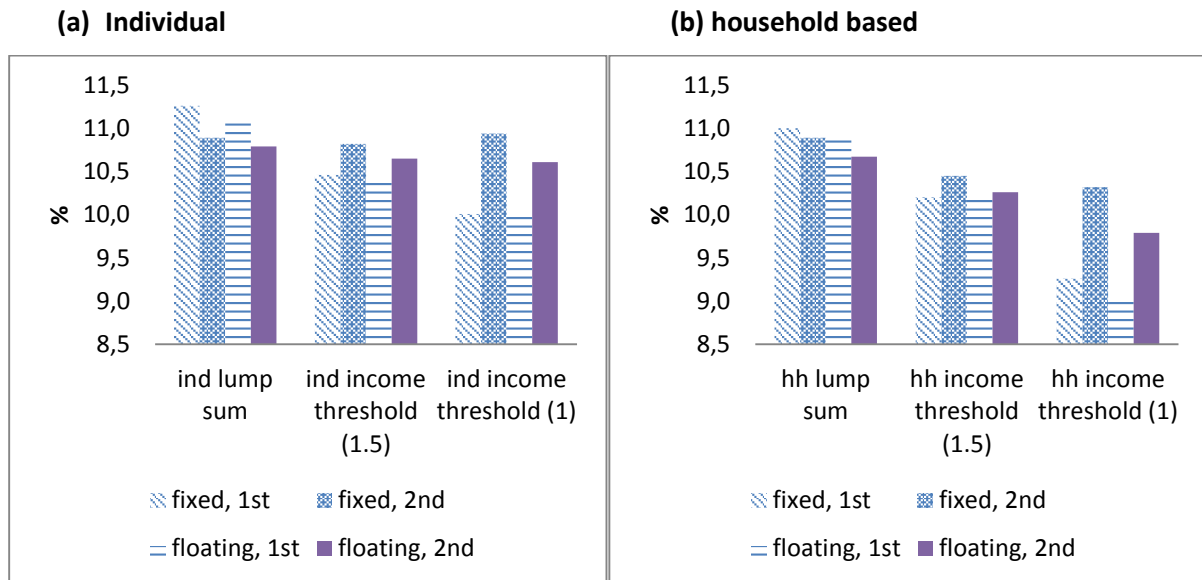 (a) Individual
(b) household based
%
11,5
11,0
10,5
10,0
9,5
9,0
8,5
ind lump
sum
ind income
threshold
(1.5)
ind income
threshold (1)
fixed, 1st
fixed, 2nd
floating, 1st
floating, 2nd
%
11,5
11,0
10,5
10,0
9,5
9,0
8,5
hh lump
sum
hh income
threshold
(1.5)
hh income
threshold (1)
fixed, 1st
fixed, 2nd
floating, 1st
floating, 2nd